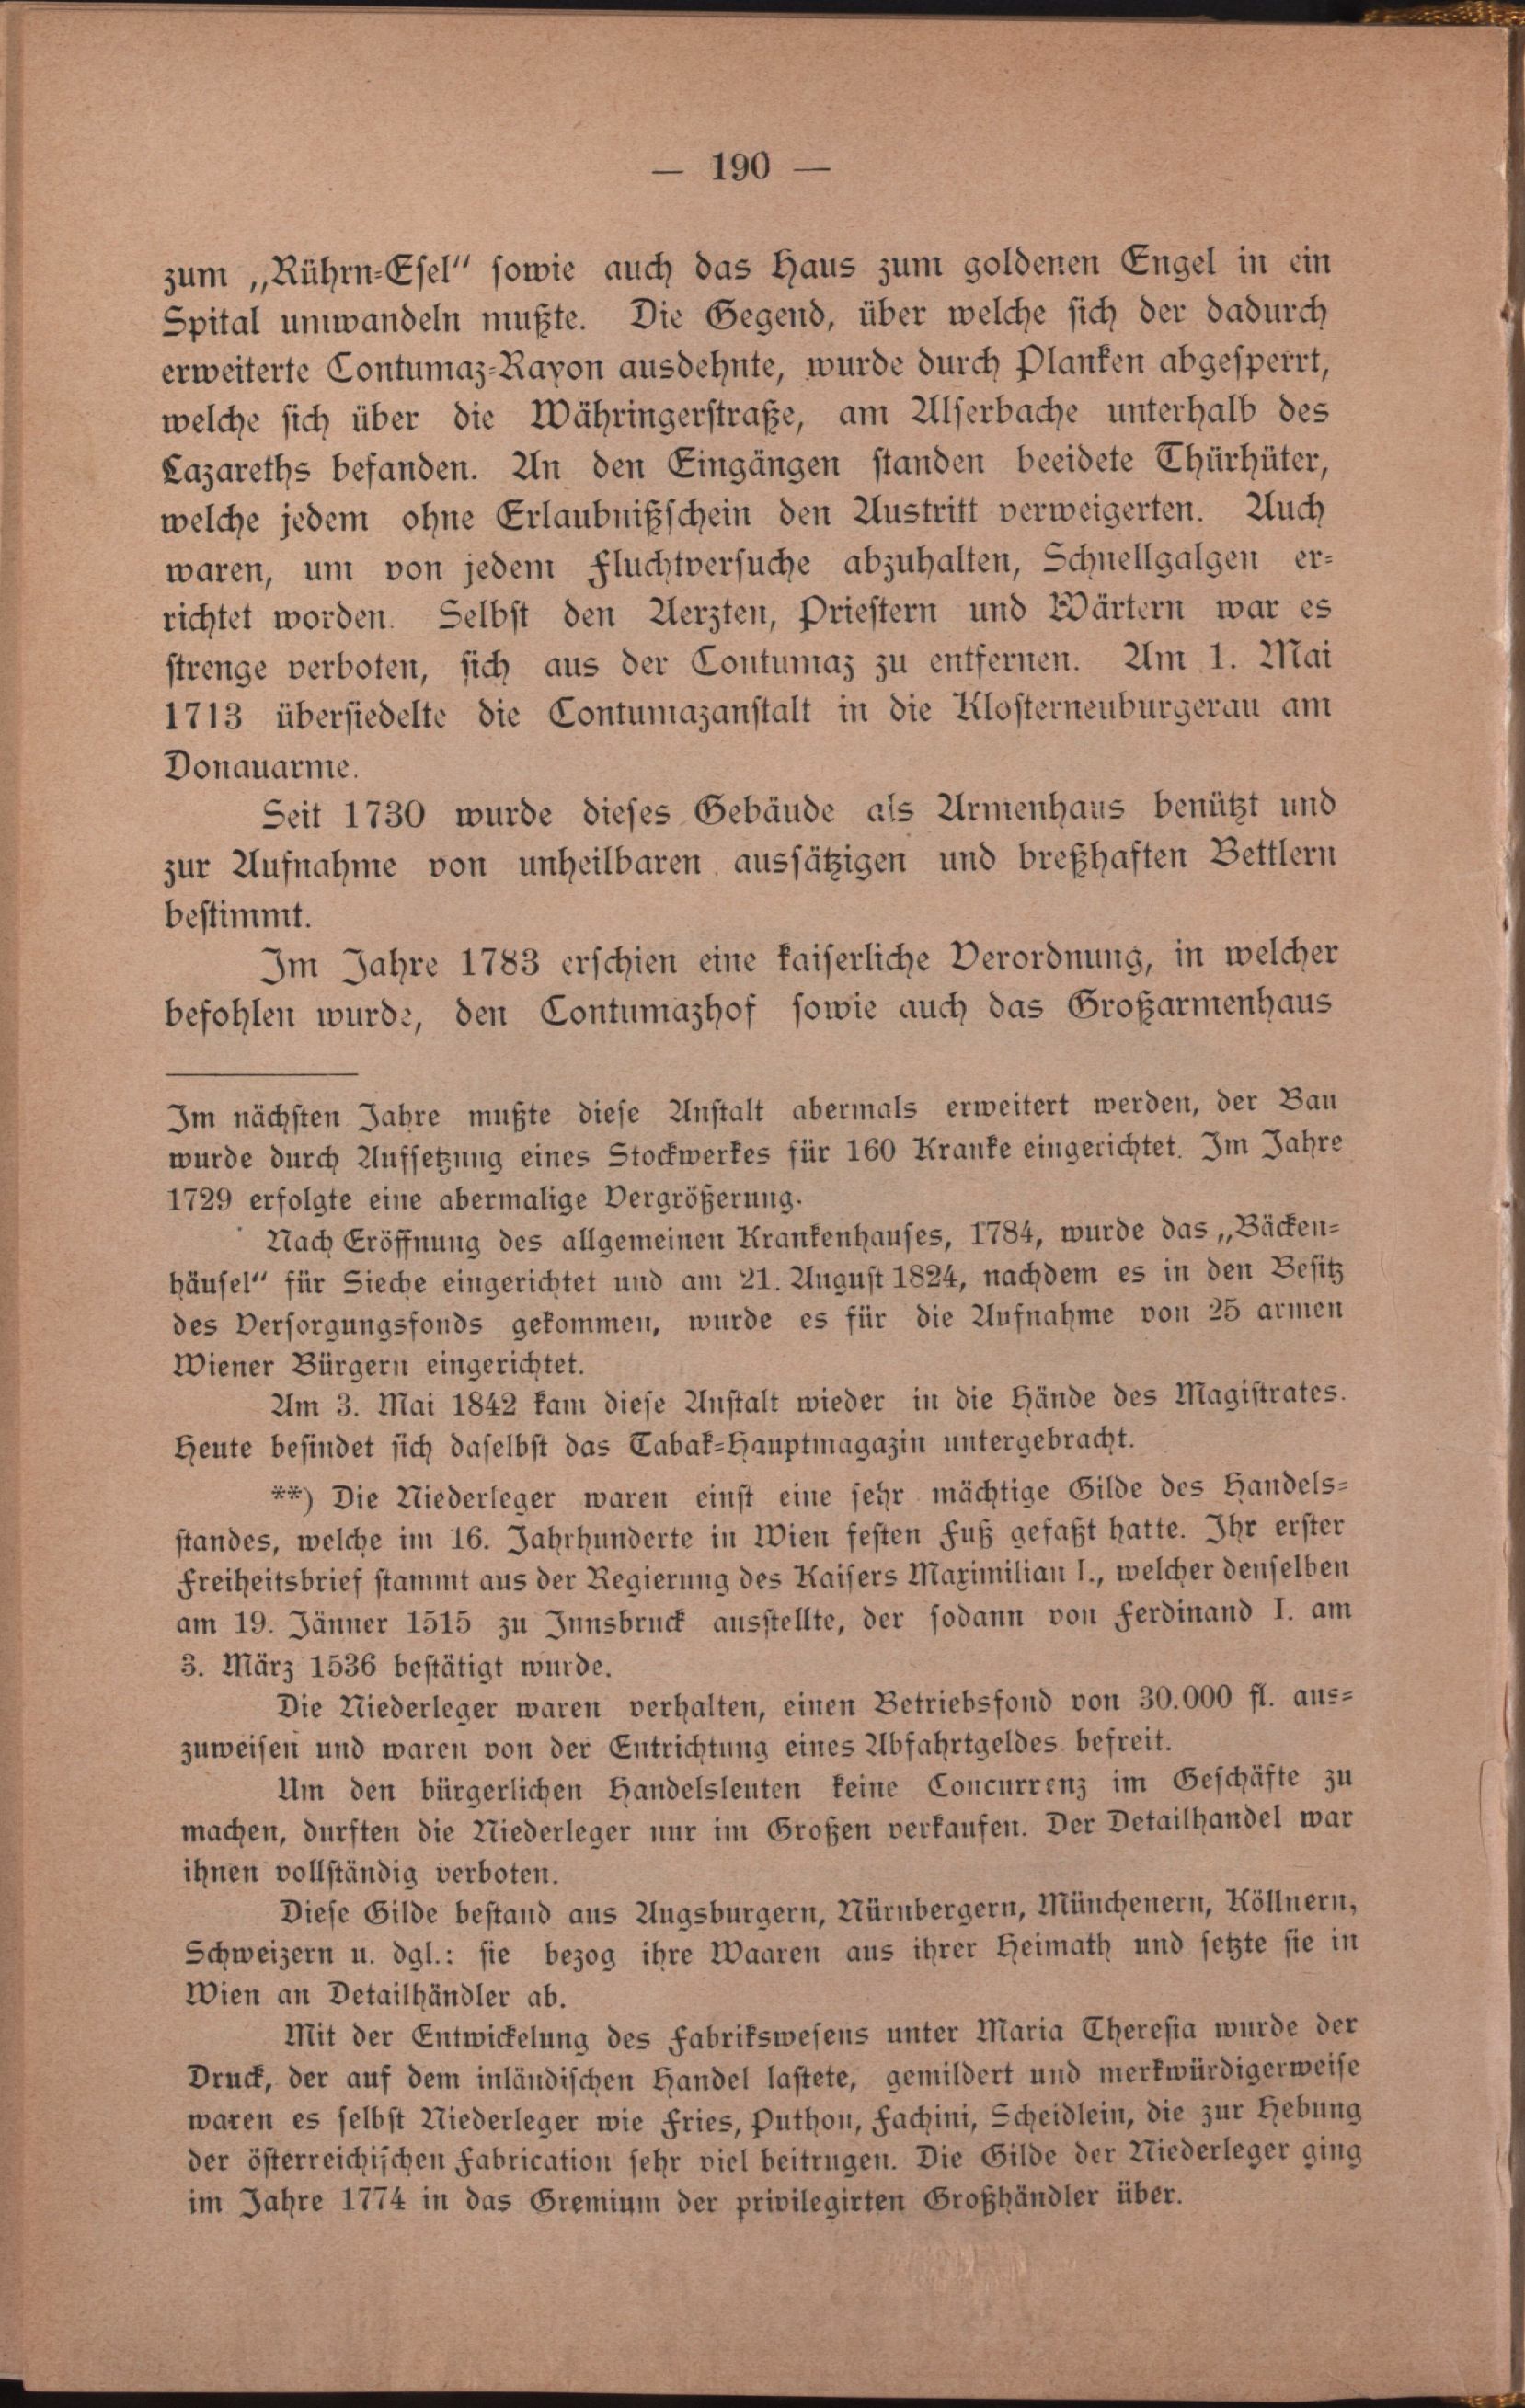 — 190 —
zum „Rührn-Esel“ sowie auch das Haus zum goldenen Engel in ein
Spital umwandeln mußte. Die Gegend, über welche sich der dadurch
erweiterte Contumaz-Rayon ausdehnte, wurde durch Planken abgesperrt,
welche sich über die Währingerstraße, am Alserbache unterhalb des
Lazareths befanden. An den Eingängen standen beeidete Thürhüter,
welche jedem ohne Erlaubnißschein den Austritt verweigerten. Auch
waren, um von jedem Fluchtversuche abzuhalten, Schnellgalgen er-
richtet worden. Selbst den Aerzten, Priestern und Wärtern war es
strenge verboten, sich aus der Contumaz zu entfernen. Am 1. Mai
1713 übersiedelte die Contumazanstalt in die Klosterneuburgerau am
Donauarme.
Seit 1730 wurde dieses Gebäude als Armenhaus benützt und
zur Aufnahme von unheilbaren aussätzigen und breßhaften Bettlern
bestimmt.
Im Jahre 1783 erschien eine kaiserliche Verordnung, in welcher
befohlen wurde, den Contumazhof sowie auch das Großarmenhaus
Im nächsten Jahre mußte diese Anstalt abermals erweitert werden, der Bau
wurde durch Aufsetzung eines Stockwerkes für 160 Kranke eingerichtet. Im Jahre
1729 erfolgte eine abermalige Vergrößerung.
Nach Eröffnung des allgemeinen Krankenhauses, 1784, wurde das „Bäcken-
häusel“ für Sieche eingerichtet und am 21. August 1824, nachdem es in den Besitz
des Versorgungsfonds gekommen, wurde es für die Aufnahme von 25 armen
Wiener Bürgern eingerichtet.
Am 3. Mai 1842 kam diese Anstalt wieder in die Hände des Magistrates.
Heute befindet sich daselbst das Tabak-Hauptmagazin untergebracht.
**) Die Niederleger waren einst eine sehr mächtige Gilde des Handels-
standes, welche im 16. Jahrhunderte in Wien festen Fuß gefaßt hatte. Ihr erster
Freiheitsbrief stammt aus der Regierung des Kaisers Maximilian I., welcher denselben
am 19. Jänner 1515 zu Innsbruck ausstellte, der sodann von Ferdinand I. am
3. März 1536 bestätigt wurde.
Die Niederleger waren verhalten, einen Betriebsfond von 30.000 fl. aus-
zuweisen und waren von der Entrichtung eines Abfahrtgeldes befreit.
Um den bürgerlichen Handelsleuten keine Concurrenz im Geschäfte zu
machen, durften die Niederleger nur im Großen verkaufen. Der Detailhandel war
ihnen vollständig verboten.
Diese Gilde bestand aus Augsburgern, Nürnbergern, Münchenern, Köllnern,
Schweizern u. dgl.: sie bezog ihre Waaren aus ihrer Heimath und setzte sie in
Wien an Detailhändler ab.
Mit der Entwickelung des Fabrikswesens unter Maria Theresia wurde der
Druck, der auf dem inländischen Handel lastete, gemildert und merkwürdigerweise
waren es selbst Niederleger wie Fries, Puthon, Fachini, Scheidlein, die zur Hebung
der österreichischen Fabrication sehr viel beitrugen. Die Gilde der Niederleger ging
im Jahre 1774 in das Gremium der privilegirten Großhändler über.